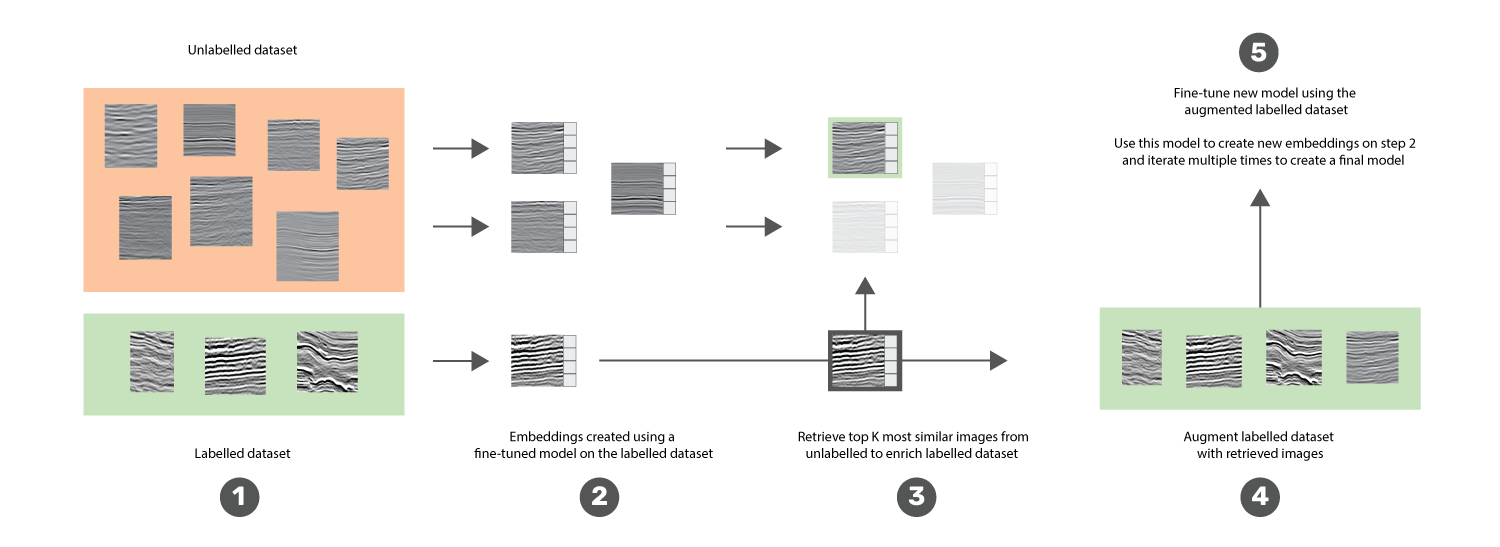 Unlabelled dataset
Labelled dataset
1
Embeddings created using a
fine-tuned model on the labelled dataset
2
Retrieve top K most similar images from
unlabelled to enrich labelled dataset
3
Augment labelled dataset
with retrieved images
4
5
Fine-tune new model using the
augmented labelled dataset
Use this model to create new embeddings on step 2
and iterate multiple times to create a final model